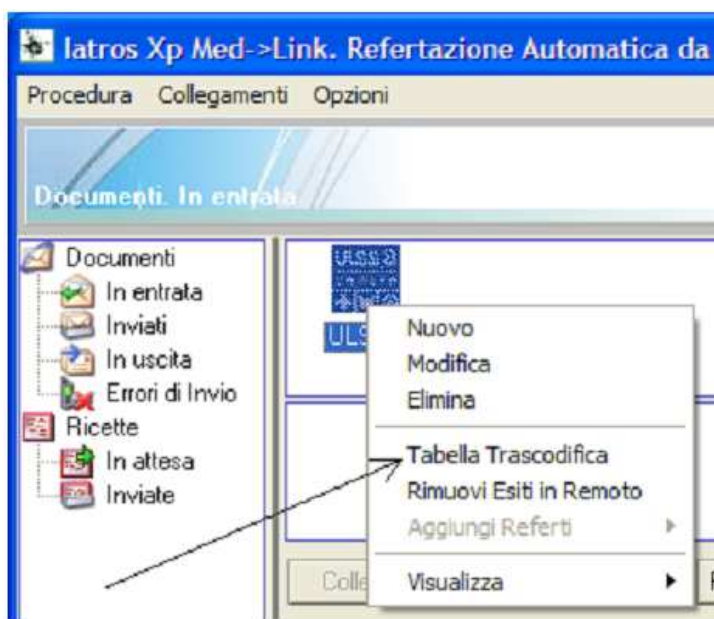 Iatros Xp Med->Link. Refertazione Automatica da
Procedura Collegamenti Opzioni
Documenti. In entrata
Documenti
In entrata
Inviati
In uscita
Errori di Invio
Ricette
In attesa
Inviate
Nuovo
Modifica
Elimina
Tabella Trascodifica
Rimuovi Esiti in Remoto
Aggiungi Referti
Visualizza